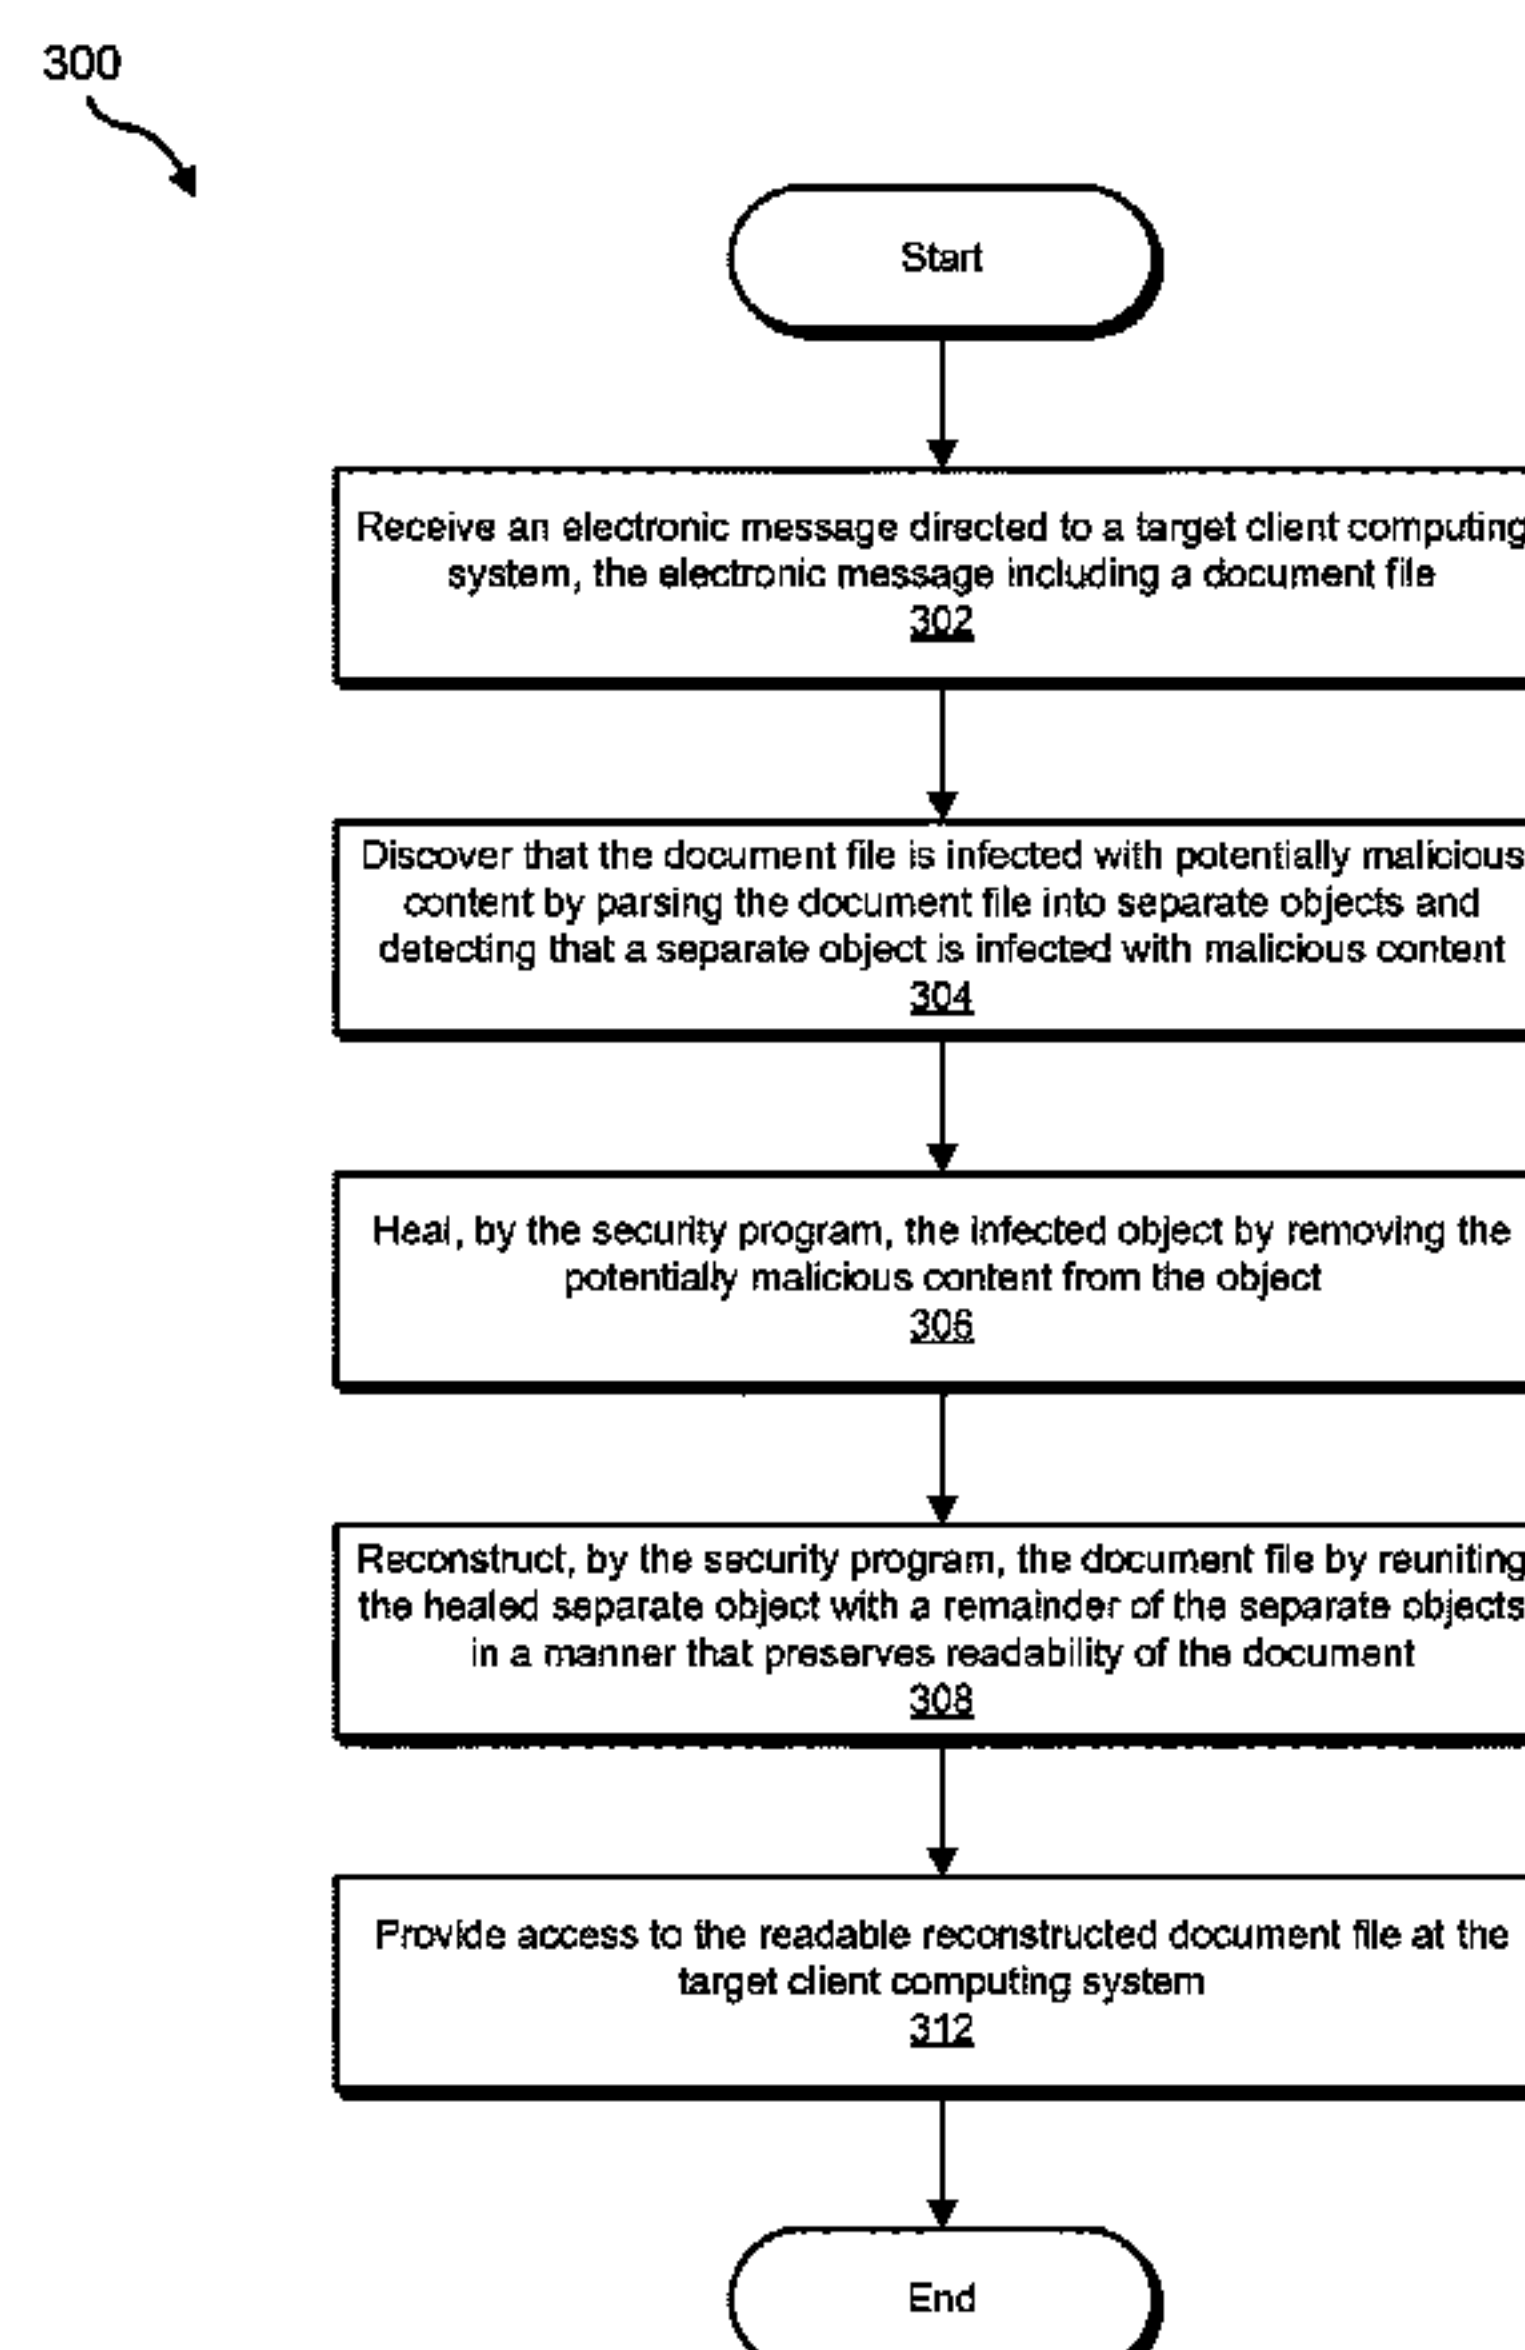 300
Start
Receive an electronic message directed to a target client computing
system, the electronic message including a document file
302
Discover that the document file is infected with potentially malicious
content by parsing the document file into separate objects and
detecting that a separate object is infected with malicious content
304
Heal, by the security program, the infected object by removing the
potentially malicious content from the object
306
Reconstruct, by the security program, the document file by reuniting
the healed separate object with a remainder of the separate objects
in a manner that preserves readability of the document
308
Provide access to the readable reconstructed document file at the
target client computing system
312
End